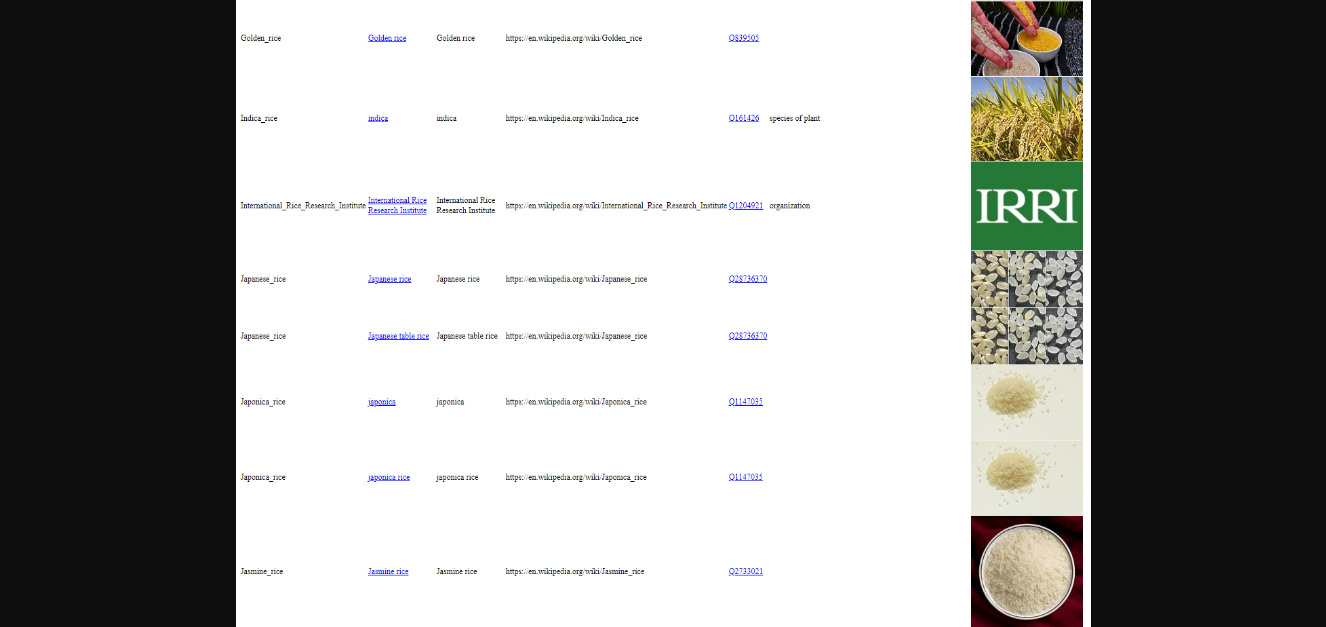 Golden_rice Golden rice Golden rice https://en.wikipedia.org/wiki/Golden_rice Q839505
Indica_rice indica indica https://en.wikipedia.org/wiki/Indica_rice Q161426 species of plant
International_Rice_Research_Institute International Rice Research Institute International Rice Research Institute https://en.wikipedia.org/wiki/International_Rice_Research_Institute Q1204921 organization
IRRI
Japanese_rice Japanese rice Japanese rice https://en.wikipedia.org/wiki/Japanese_rice Q28736370
Japanese_rice Japanese table rice Japanese table rice https://en.wikipedia.org/wiki/Japanese_rice Q28736370
Japonica_rice japonica japonica https://en.wikipedia.org/wiki/Japonica_rice Q1147035
Japonica_rice japonica rice japonica rice https://en.wikipedia.org/wiki/Japonica_rice Q1147035
Jasmine_rice Jasmine rice Jasmine rice https://en.wikipedia.org/wiki/Jasmine_rice Q2733021